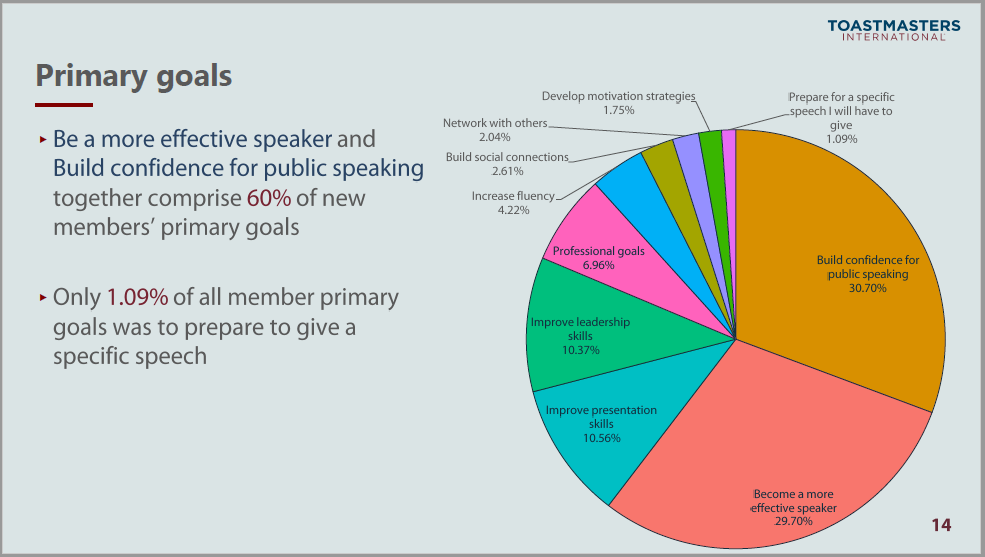 TOASTMASTERS
INTERNATIONAL
Primary goals
‣ Be a more effective speaker and
Build confidence for public speaking
together comprise 60% of new
members’ primary goals
‣ Only 1.09% of all member primary
goals was to prepare to give a
specific speech
Develop motivation strategies
1.75%
Prepare for a specific
speech I will have to
give
1.09%
Network with others
2.04%
Build social connections
2.61%
Increase fluency
4.22%
Professional goals
6.96%
Build confidence for
public speaking
30.70%
Improve leadership
skills
10.37%
Improve presentation
skills
10.56%
Become a more
effective speaker
29.70%
14